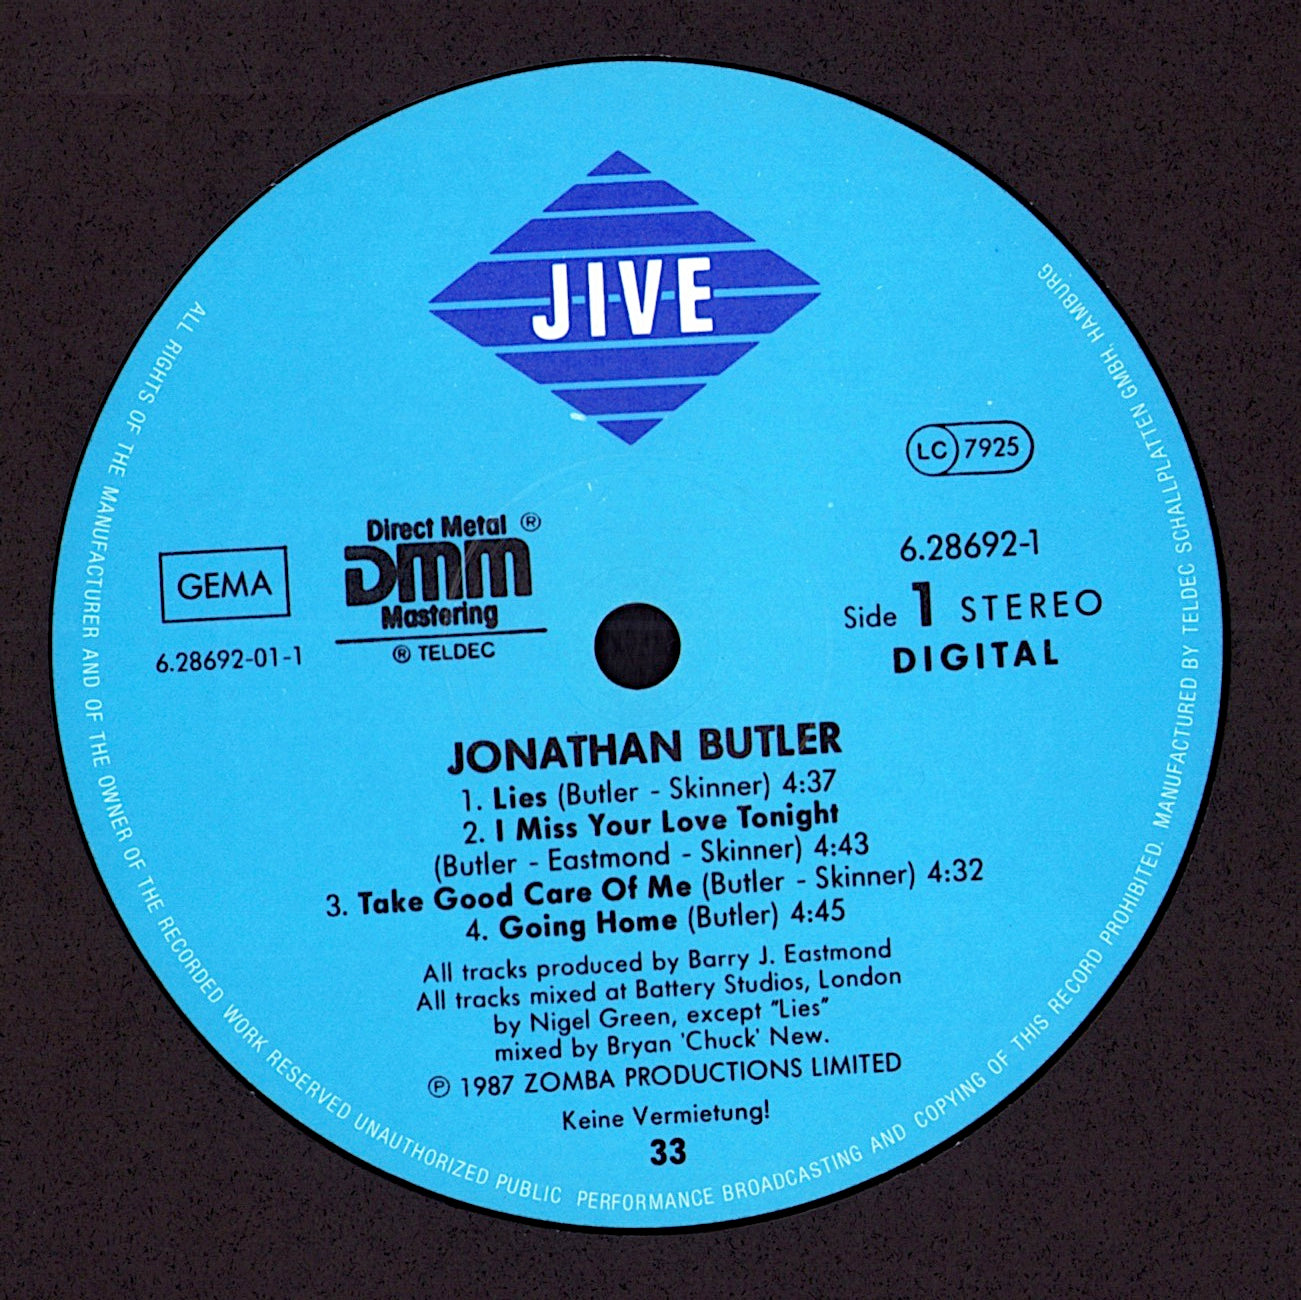 JIVE
LC 7925
Direct Metal ®
DMM
Mastering
® TELDEC
GEMA
6.28692-01-1
6.28692-1
Side 1 STEREO
DIGITAL
JONATHAN BUTLER
1. Lies (Butler - Skinner) 4:37
2. I Miss Your Love Tonight
(Butler - Eastmond - Skinner) 4:43
3. Take Good Care Of Me (Butler - Skinner) 4:32
4. Going Home (Butler) 4:45
All tracks produced by Barry J. Eastmond
All tracks mixed at Battery Studios, London
by Nigel Green, except "Lies"
mixed by Bryan 'Chuck' New.
℗ 1987 ZOMBA PRODUCTIONS LIMITED
Keine Vermietung!
33
ALL RIGHTS OF THE MANUFACTURER AND OF THE OWNER OF THE RECORDED WORK RESERVED UNAUTHORIZED PUBLIC PERFORMANCE BROADCASTING AND COPYING OF THIS RECORD PROHIBITED. MANUFACTURED BY TELDEC SCHALLPLATTEN GMBH, HAMBURG